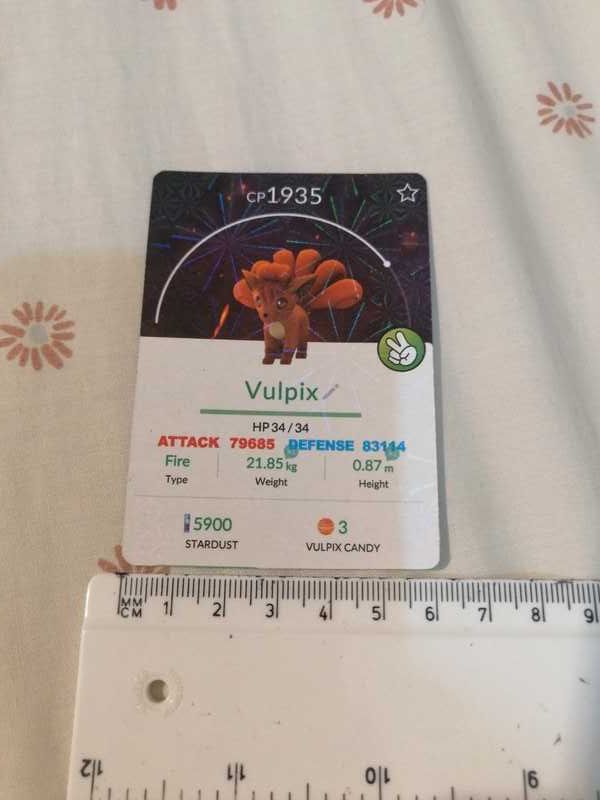 CP1935
Vulpix
HP 34 / 34
ATTACK 79685 DEFENSE 83114
Fire 21.85 kg 0.87 m
Type Weight Height
5900 3
STARDUST VULPIX CANDY
MM 1 2 3 4 5 6 7 8 9
CM
12 11 10 9